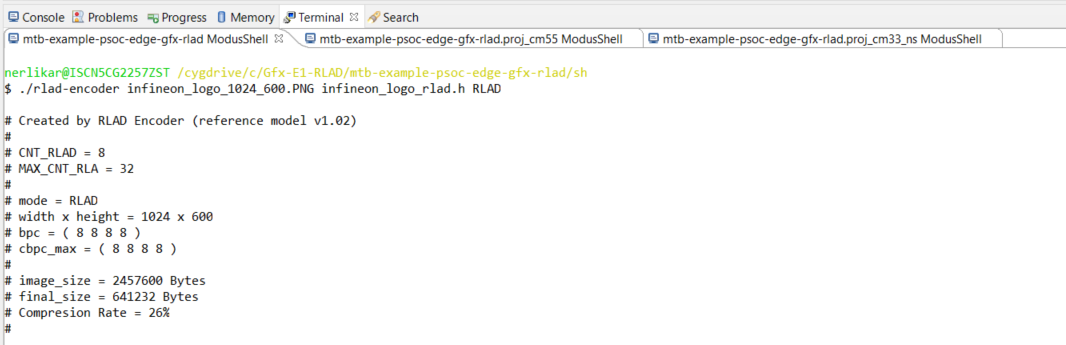 Console Problems Progress Memory Terminal Search
mtb-example-psoc-edge-gfx-rlad ModusShell mtb-example-psoc-edge-gfx-rlad.proj_cm55 ModusShell mtb-example-psoc-edge-gfx-rlad.proj_cm33_ns ModusShell
nerlikar@ISCN5CG2257ZST /cygdrive/c/Gfx-E1-RLAD/mtb-example-psoc-edge-gfx-rlad/sh
$ ./rlad-encoder infineon_logo_1024_600.PNG infineon_logo_rlad.h RLAD
# Created by RLAD Encoder (reference model v1.02)
#
# CNT_RLAD = 8
# MAX_CNT_RLA = 32
#
# mode = RLAD
# width x height = 1024 x 600
# bpc = ( 8 8 8 8 )
# cbpc_max = ( 8 8 8 8 )
#
# image_size = 2457600 Bytes
# final_size = 641232 Bytes
# Compresion Rate = 26%
#